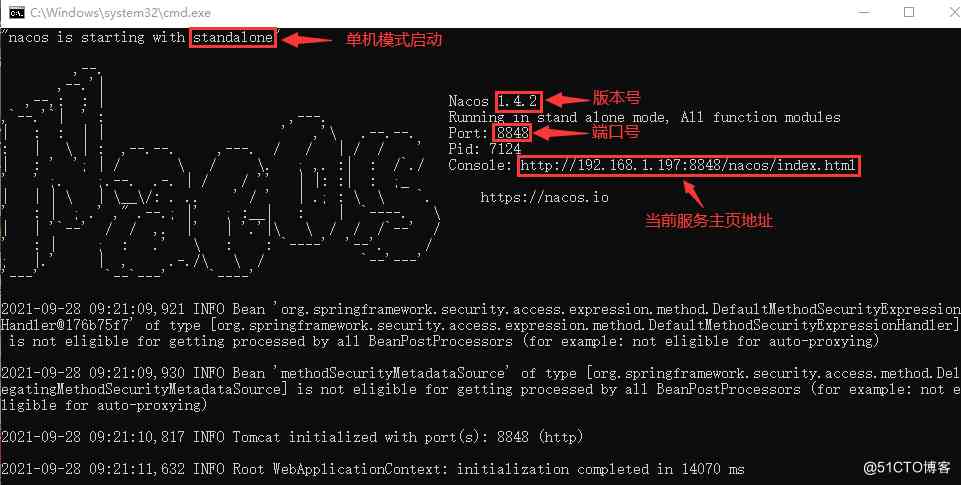 C:\Windows\system32\cmd.exe
"nacos is starting with standalone" 单机模式启动
Nacos 1.4.2 版本号
Running in stand alone mode, All function modules
Port: 8848 端口号
Pid: 7124
Console: http://192.168.1.197:8848/nacos/index.html
https://nacos.io
当前服务主页地址
2021-09-28 09:21:09,921 INFO Bean 'org.springframework.security.access.expression.method.DefaultMethodSecurityExpression
Handler@176b75f7' of type [org.springframework.security.access.expression.method.DefaultMethodSecurityExpressionHandler]
is not eligible for getting processed by all BeanPostProcessors (for example: not eligible for auto-proxying)
2021-09-28 09:21:09,930 INFO Bean 'methodSecurityMetadataSource' of type [org.springframework.security.access.method.Del
egatingMethodSecurityMetadataSource] is not eligible for getting processed by all BeanPostProcessors (for example: not e
ligible for auto-proxying)
2021-09-28 09:21:10,817 INFO Tomcat initialized with port(s): 8848 (http)
2021-09-28 09:21:11,632 INFO Root WebApplicationContext: initialization completed in 14070 ms
@51CTO博客